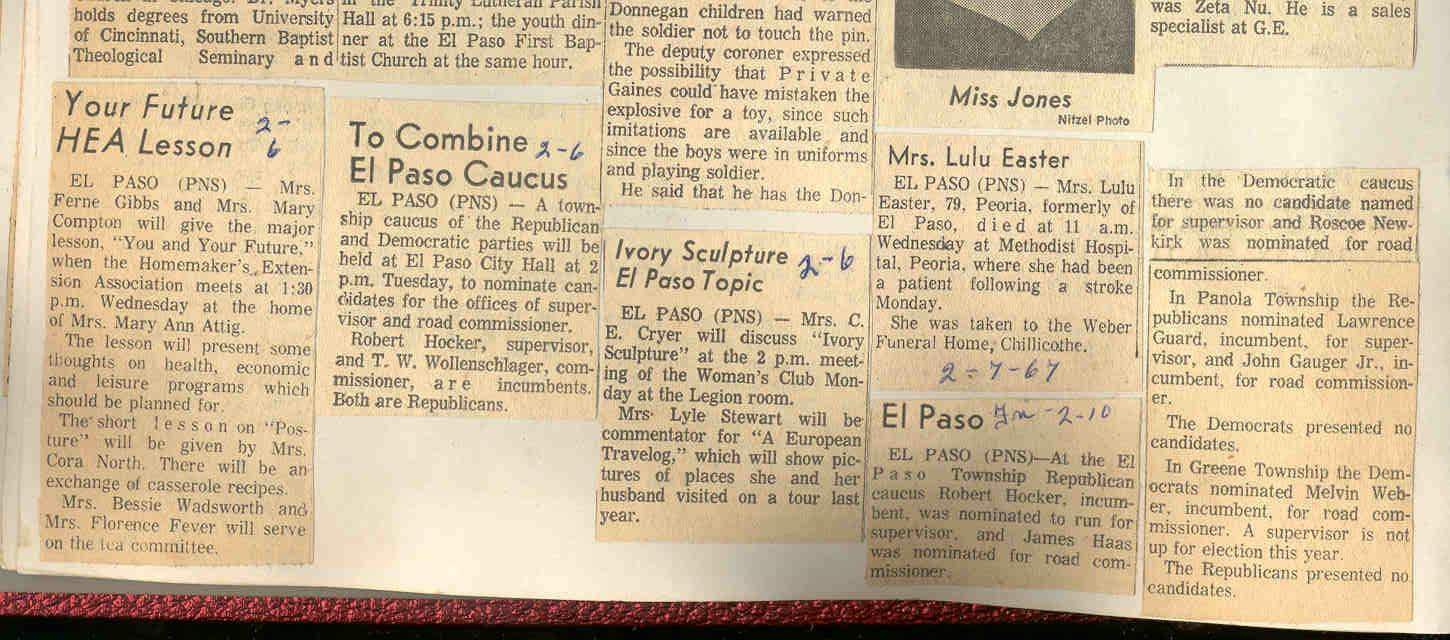 holds degrees from University
of Cincinnati, Southern Baptist
Theological Seminary and
Hall at 6:15 p.m.; the youth din-
ner at the El Paso First Bap-
tist Church at the same hour.
Donnegan children had warned
the soldier not to touch the pin.
The deputy coroner expressed
the possibility that Private
Gaines could have mistaken the
explosive for a toy, since such
imitations are available and
since the boys were in uniforms
and playing soldier.
He said that he has the Don-
Miss Jones
Nitzel Photo
was Zeta Nu. He is a sales
specialist at G.E.
Your Future
HEA Lesson
2-
6
EL PASO (PNS) — Mrs.
Ferne Gibbs and Mrs. Mary
Compton will give the major
lesson, "You and Your Future,"
when the Homemaker's Exten-
sion Association meets at 1:30
p.m. Wednesday at the home
of Mrs. Mary Ann Attig.
The lesson will present some
thoughts on health, economic
and leisure programs which
should be planned for.
The short lesson on "Pos-
ture" will be given by Mrs.
Cora North. There will be an
exchange of casserole recipes.
Mrs. Bessie Wadsworth and
Mrs. Florence Fever will serve
on the tea committee.
To Combine 2-6
El Paso Caucus
EL PASO (PNS) — A town-
ship caucus of the Republican
and Democratic parties will be
held at El Paso City Hall at 2
p.m. Tuesday, to nominate can-
didates for the offices of super-
visor and road commissioner.
Robert Hocker, supervisor,
and T. W. Wollenschlager, com-
missioner, are incumbents.
Both are Republicans.
Ivory Sculpture 2-6
El Paso Topic
EL PASO (PNS) — Mrs. C.
E. Cryer will discuss "Ivory
Sculpture" at the 2 p.m. meet-
ing of the Woman's Club Mon-
day at the Legion room.
Mrs. Lyle Stewart will be
commentator for "A European
Travelog," which will show pic-
tures of places she and her
husband visited on a tour last
year.
Mrs. Lulu Easter
EL PASO (PNS) — Mrs. Lulu
Easter, 79, Peoria, formerly of
El Paso, died at 11 a.m.
Wednesday at Methodist Hospi-
tal, Peoria, where she had been
a patient following a stroke
Monday.
She was taken to the Weber
Funeral Home, Chillicothe.
2-7-67
El Paso 2-10
EL PASO (PNS)—At the El
Paso Township Republican
caucus Robert Hocker, incum-
bent, was nominated to run for
supervisor, and James Haas
was nominated for road com-
missioner.
In the Democratic caucus
there was no candidate named
for supervisor and Roscoe New-
kirk was nominated for road
commissioner.
In Panola Township the Re-
publicans nominated Lawrence
Guard, incumbent, for super-
visor, and John Gauger Jr., in-
cumbent, for road commission-
er.
The Democrats presented no
candidates.
In Greene Township the Dem-
ocrats nominated Melvin Web-
er, incumbent, for road com-
missioner. A supervisor is not
up for election this year.
The Republicans presented no
candidates.